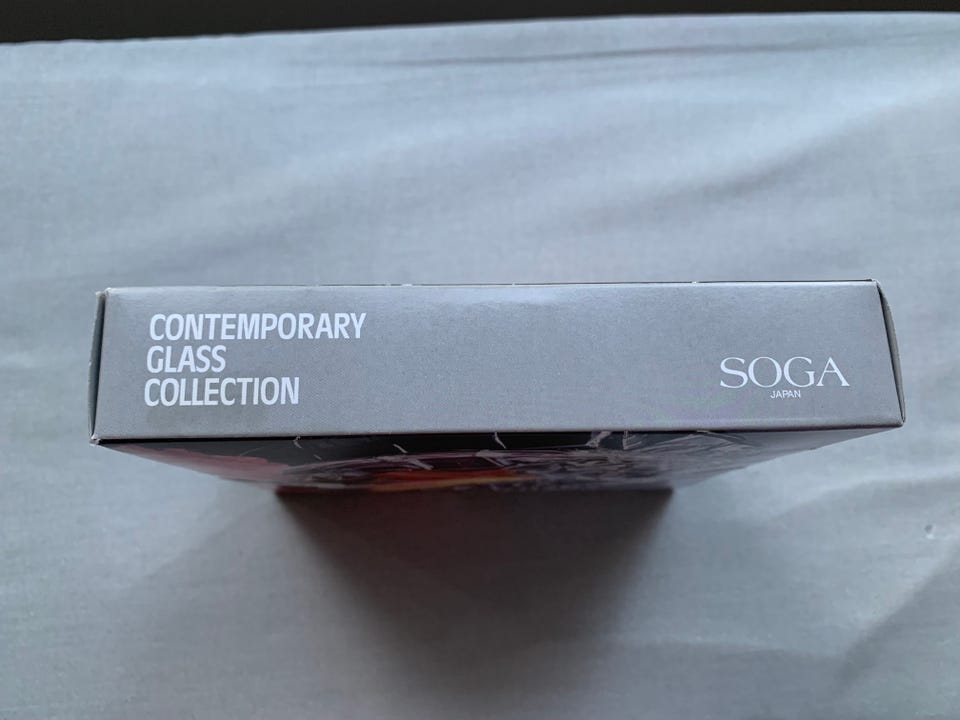 CONTEMPORARY
GLASS
COLLECTION
SOGA
JAPAN